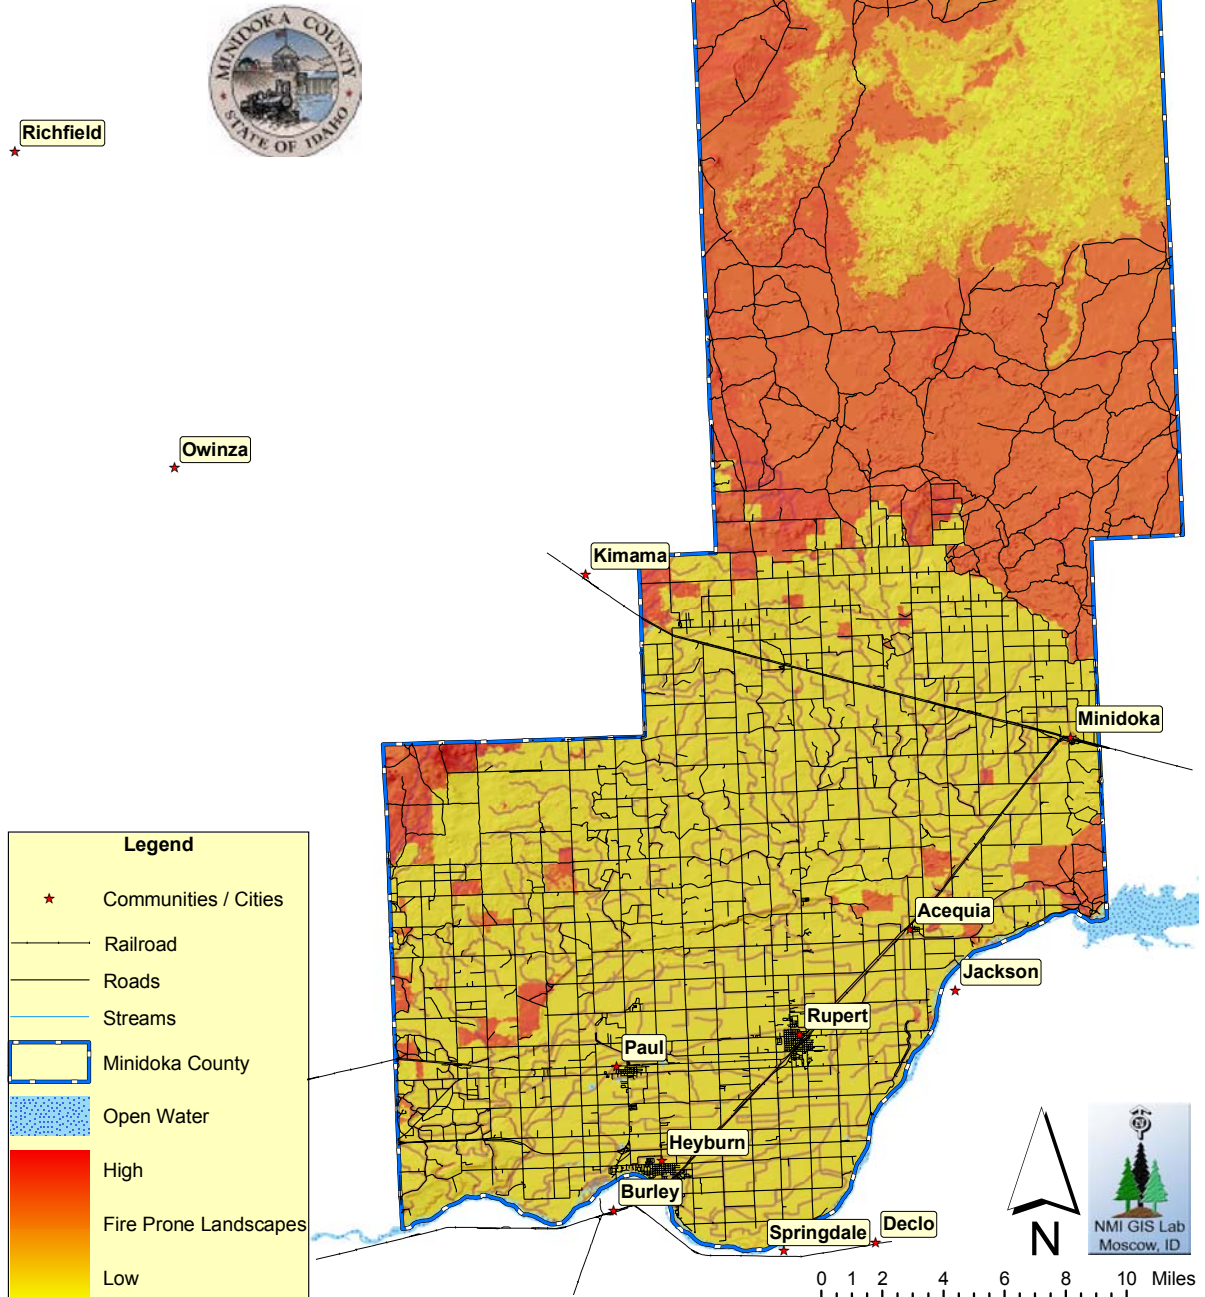 MINIDOKA COUNTY
STATE OF IDAHO
Richfield
Owinza
Kimama
Minidoka
Acequia
Jackson
Rupert
Paul
Heyburn
Burley
Springdale
Declo
Legend
Communities / Cities
Railroad
Roads
Streams
Minidoka County
Open Water
High
Fire Prone Landscapes
Low
N
N
NMI GIS Lab
Moscow, ID
0 1 2 4 6 8 10 Miles